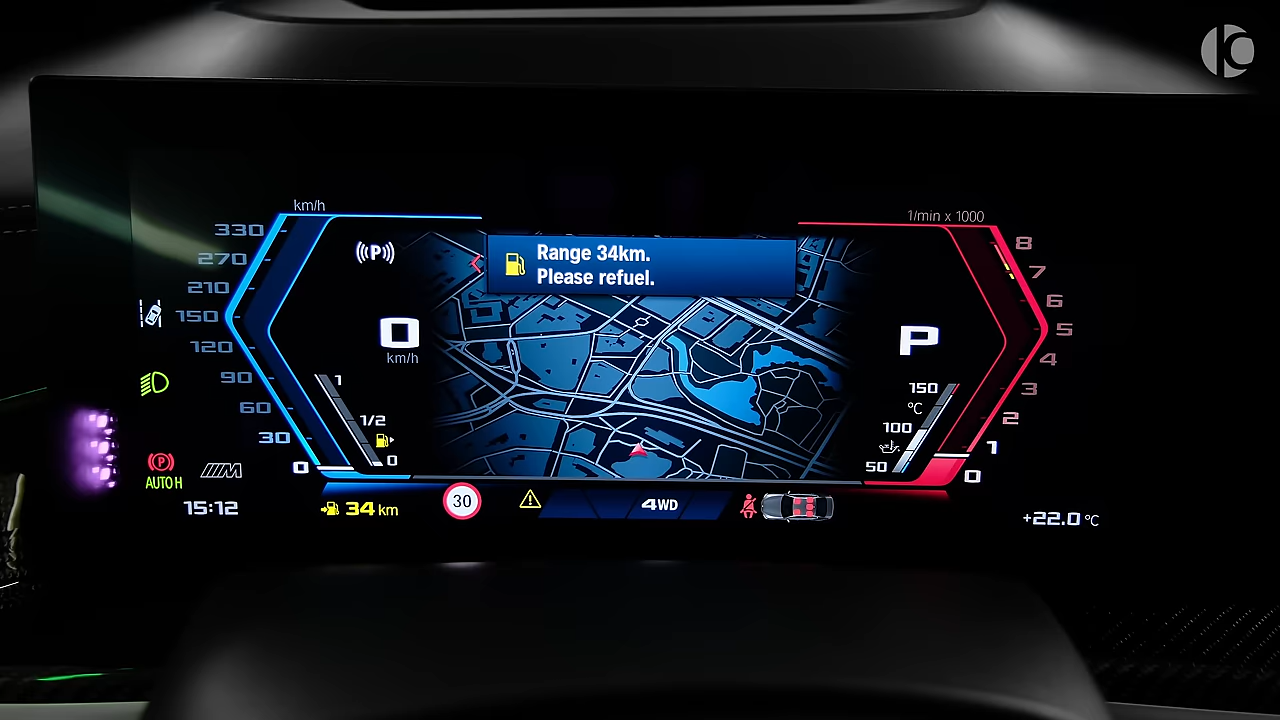 km/h
1/min x 1000
330
270
210
150
120
90
60
30
0
((P))
Range 34km.
Please refuel.
8
7
6
5
4
3
2
1
0
0
km/h
P
1
1/2
0
150
°C
100
50
(P)
AUTO H
M
15:12
34 km
30
4WD
+22.0 °C